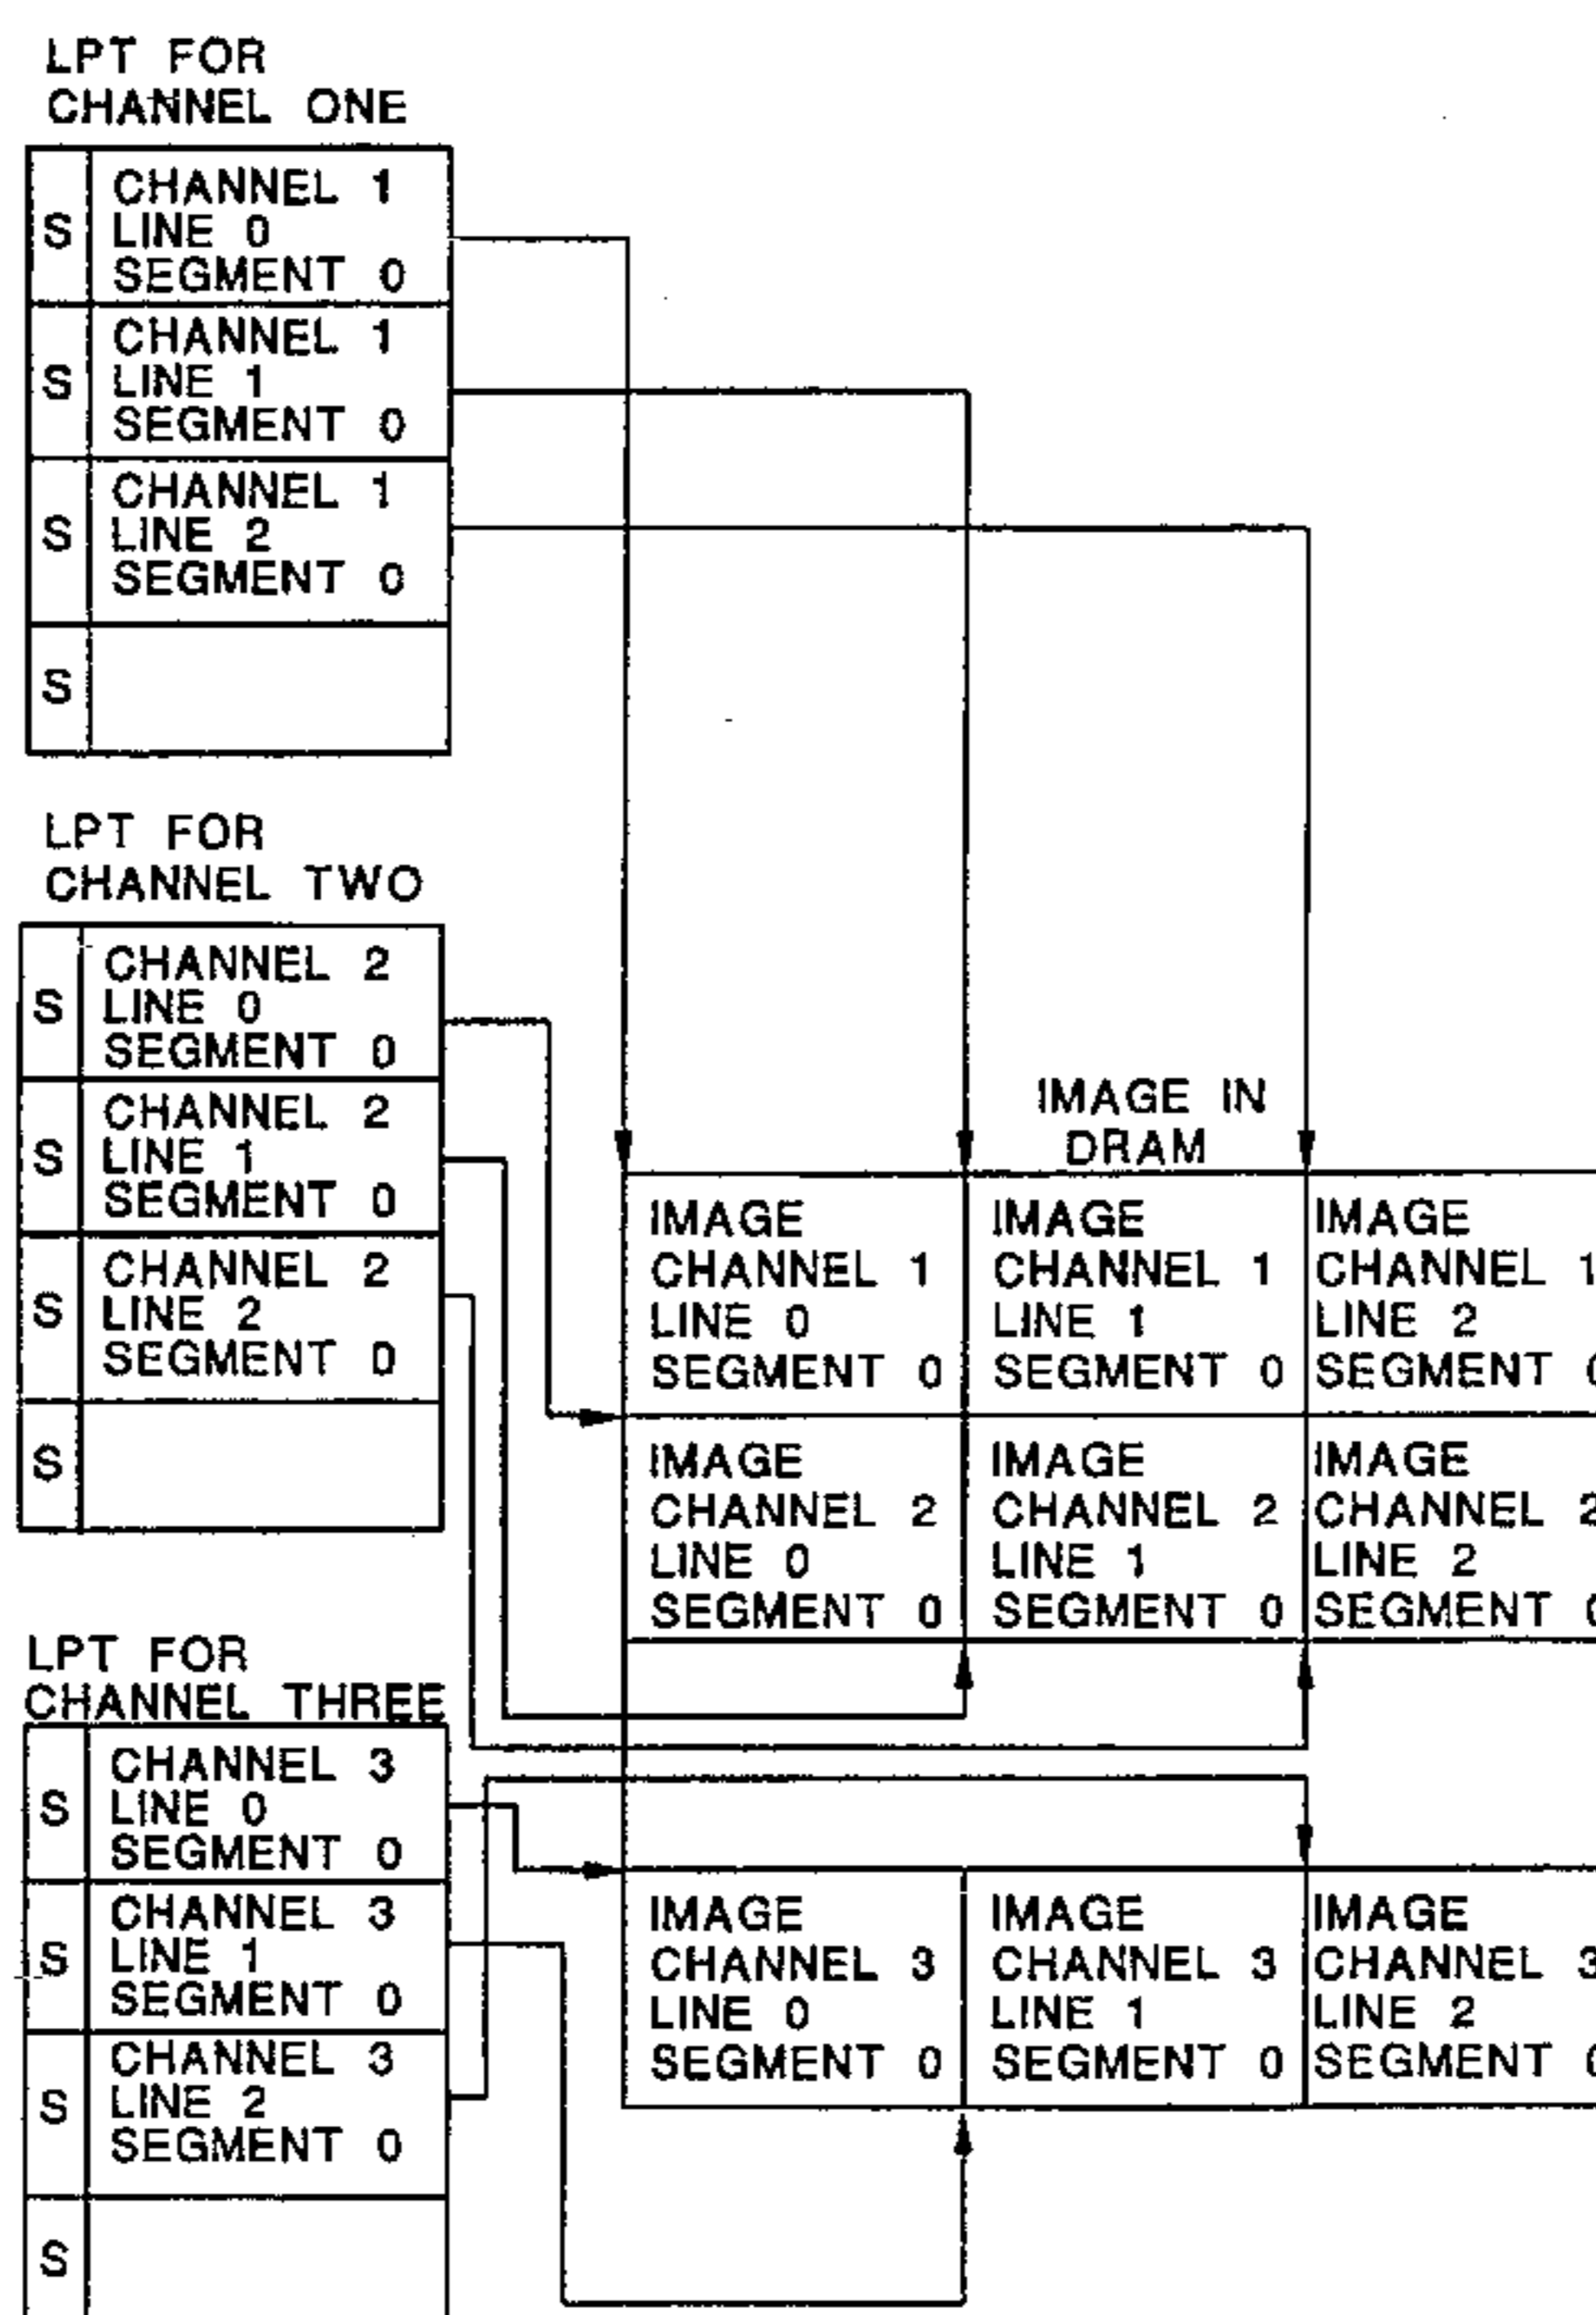 LPT FOR
CHANNEL ONE
S
CHANNEL 1
LINE 0
SEGMENT 0
S
CHANNEL 1
LINE 1
SEGMENT 0
S
CHANNEL 1
LINE 2
SEGMENT 0
S
LPT FOR
CHANNEL TWO
S
CHANNEL 2
LINE 0
SEGMENT 0
S
CHANNEL 2
LINE 1
SEGMENT 0
S
CHANNEL 2
LINE 2
SEGMENT 0
S
LPT FOR
CHANNEL THREE
S
CHANNEL 3
LINE 0
SEGMENT 0
S
CHANNEL 3
LINE 1
SEGMENT 0
S
CHANNEL 3
LINE 2
SEGMENT 0
S
IMAGE IN
DRAM
IMAGE
CHANNEL 1
LINE 0
SEGMENT 0
IMAGE
CHANNEL 1
LINE 1
SEGMENT 0
IMAGE
CHANNEL 1
LINE 2
SEGMENT 0
IMAGE
CHANNEL 2
LINE 0
SEGMENT 0
IMAGE
CHANNEL 2
LINE 1
SEGMENT 0
IMAGE
CHANNEL 2
LINE 2
SEGMENT 0
IMAGE
CHANNEL 3
LINE 0
SEGMENT 0
IMAGE
CHANNEL 3
LINE 1
SEGMENT 0
IMAGE
CHANNEL 3
LINE 2
SEGMENT 0